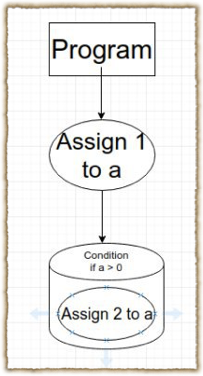 Program
Assign 1
to a
Condition
if a > 0
Assign 2 to a